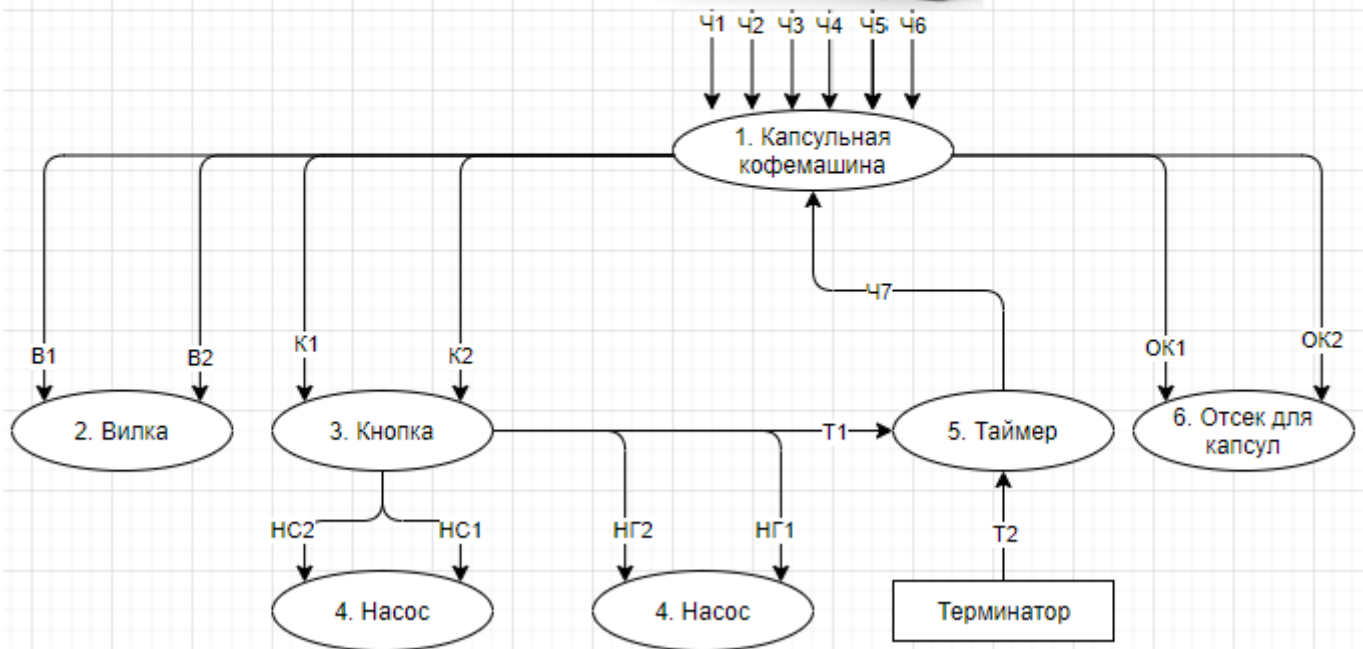 Ч1 Ч2 Ч3 Ч4 Ч5 Ч6
1. Капсульная
кофемашина
Ч7
В1
В2
К1
К2
ОК1
ОК2
2. Вилка
3. Кнопка
Т1
5. Таймер
6. Отсек для
капсул
НС2
НС1
НГ2
НГ1
Т2
4. Насос
4. Насос
Терминатор